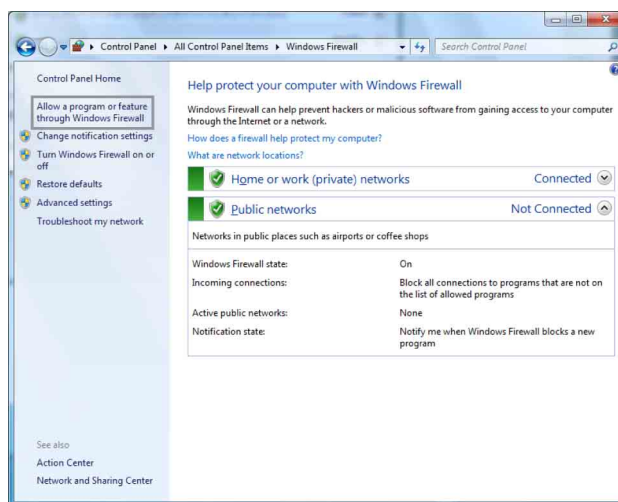 Control Panel ▸ All Control Panel Items ▸ Windows Firewall
Search Control Panel
Control Panel Home
Allow a program or feature
through Windows Firewall
Change notification settings
Turn Windows Firewall on or
off
Restore defaults
Advanced settings
Troubleshoot my network
See also
Action Center
Network and Sharing Center
Help protect your computer with Windows Firewall
Windows Firewall can help prevent hackers or malicious software from gaining access to your computer
through the Internet or a network.
How does a firewall help protect my computer?
What are network locations?
Home or work (private) networks Connected
Public networks Not Connected
Networks in public places such as airports or coffee shops
Windows Firewall state: On
Incoming connections: Block all connections to programs that are not on
the list of allowed programs
Active public networks: None
Notification state: Notify me when Windows Firewall blocks a new
program